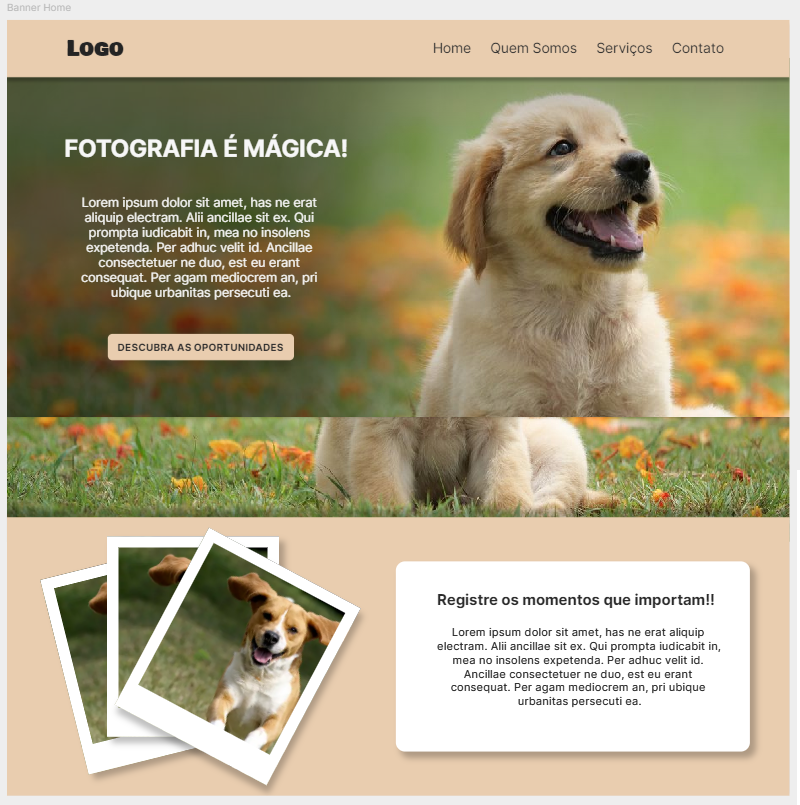 Banner Home
Logo
Home Quem Somos Serviços Contato
FOTOGRAFIA É MÁGICA!
Lorem ipsum dolor sit amet, has ne erat
aliquip electram. Alii ancillae sit ex. Qui
prompta iudicabit in, mea no insolens
expetenda. Per adhuc velit id. Ancillae
consectetuer ne duo, est eu erant
consequat. Per agam mediocrem an, pri
ubique urbanitas persecuti ea.
DESCUBRA AS OPORTUNIDADES
Registre os momentos que importam!!
Lorem ipsum dolor sit amet, has ne erat aliquip
electram. Alii ancillae sit ex. Qui prompta iudicabit in,
mea no insolens expetenda. Per adhuc velit id.
Ancillae consectetuer ne duo, est eu erant
consequat. Per agam mediocrem an, pri ubique
urbanitas persecuti ea.